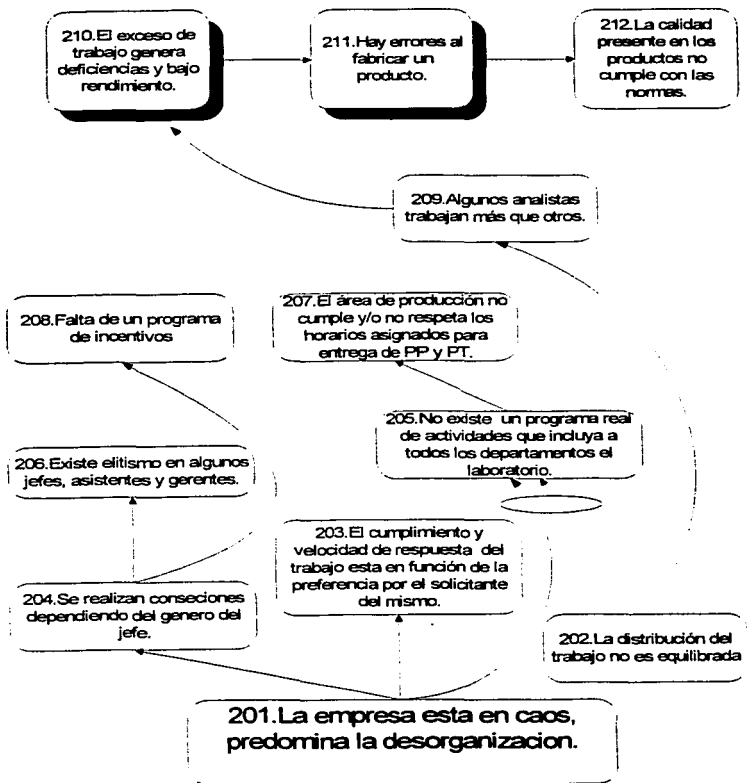 210.El exceso de
trabajo genera
deficiencias y bajo
rendimiento.
211.Hay errores al
fabricar un
producto.
212.La calidad
presente en los
productos no
cumple con las
normas.
209.Algunos analistas
trabajan más que otros.
208.Falta de un programa
de incentivos
207.El área de producción no
cumple y/o no respeta los
horarios asignados para
entrega de PP y PT.
205.No existe un programa real
de actividades que incluya a
todos los departamentos el
laboratorio.
206.Existe elitismo en algunos
jefes, asistentes y gerentes.
203.El cumplimiento y
velocidad de respuesta del
trabajo esta en función de la
preferencia por el solicitante
del mismo.
204.Se realizan conseciones
dependiendo del genero del
jefe.
202.La distribución del
trabajo no es equilibrada
201.La empresa esta en caos,
predomina la desorganizacion.